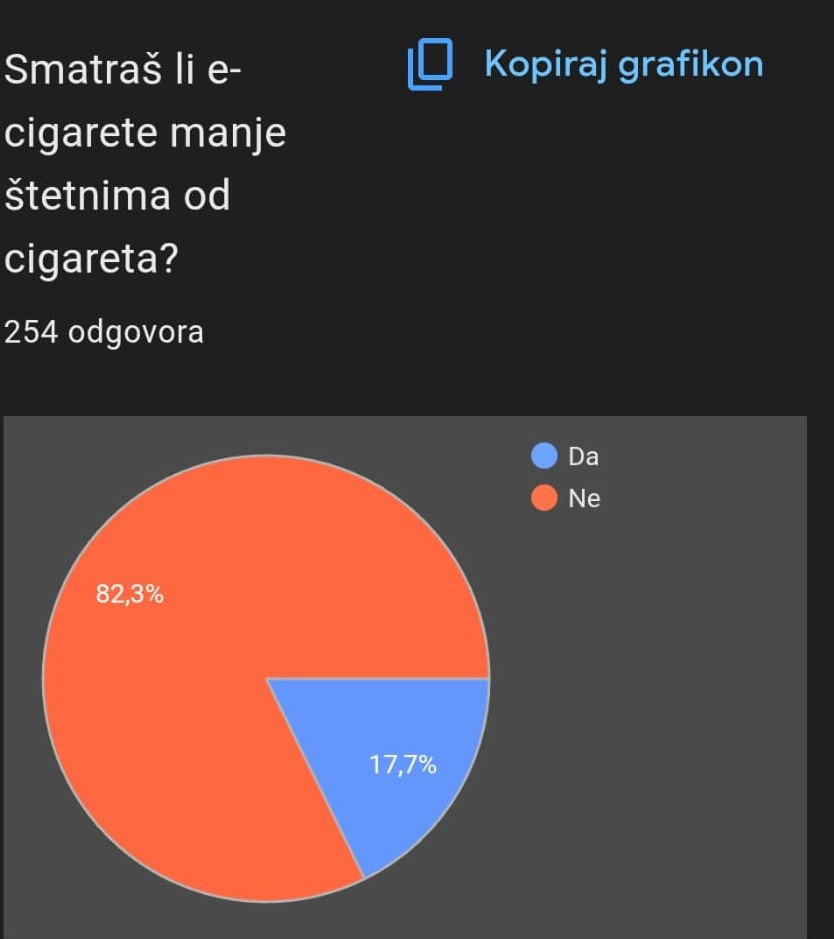 Smatraš li e-
cigarete manje
štetnima od
cigareta?
Kopiraj grafikon
254 odgovora
Da
Ne
82,3%
17,7%